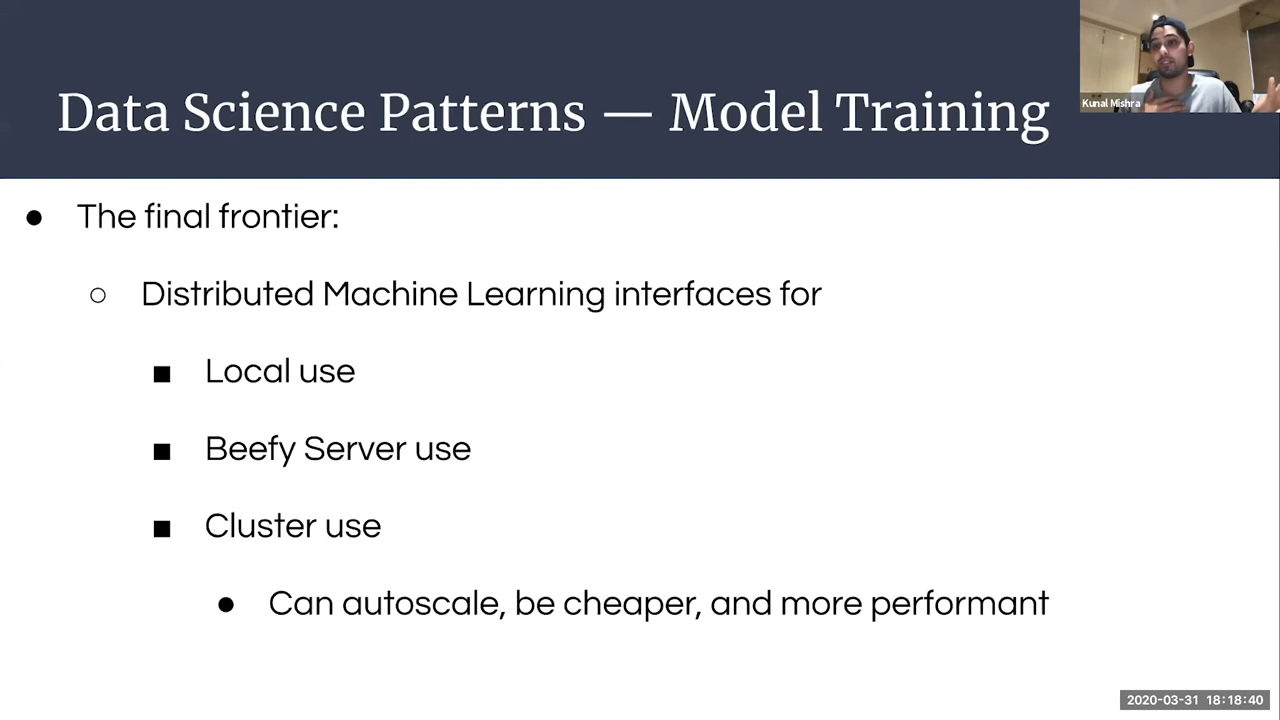 Data Science Patterns — Model Training
Kunal Mishra
● The final frontier:
○ Distributed Machine Learning interfaces for
■ Local use
■ Beefy Server use
■ Cluster use
● Can autoscale, be cheaper, and more performant
2020-03-31 18:18:40